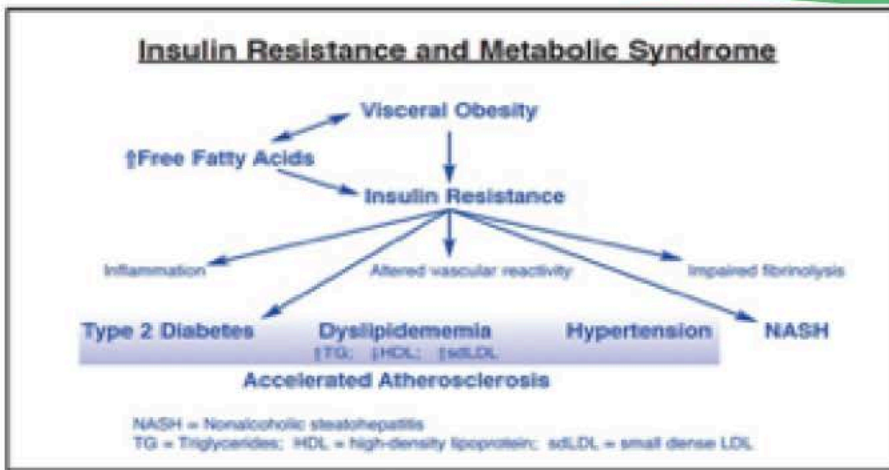 Insulin Resistance and Metabolic Syndrome
Visceral Obesity
↑Free Fatty Acids
Insulin Resistance
Inflammation Altered vascular reactivity Impaired fibrinolysis
Type 2 Diabetes Dyslipidememia Hypertension NASH
↑TG; ↓HDL; ↑sdLDL
Accelerated Atherosclerosis
NASH = Nonalcoholic steatohepatitis
TG = Triglycerides; HDL = high-density lipoprotein; sdLDL = small dense LDL